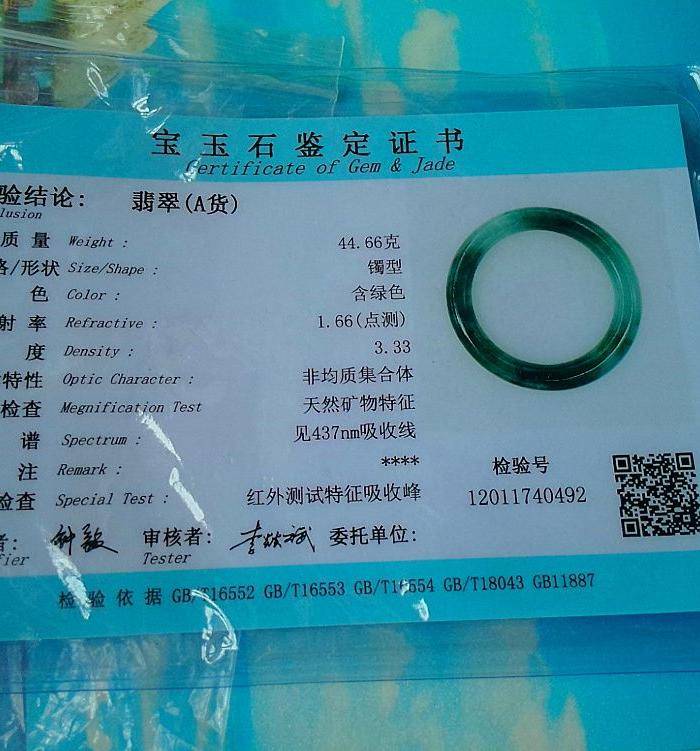 宝玉石鉴定证书
Certificate of Gem & Jade
验结论: 翡翠(A货)
lusion
质量 Weight : 44.66克
格/形状 Size/Shape : 镯型
色 Color : 含绿色
射率 Refractive : 1.66(点测)
度 Density : 3.33
特性 Optic Character : 非均质集合体
检查 Megnification Test 天然矿物特征
谱 Spectrum : 见437nm吸收线
注 Remark : ****
检查 Special Test : 红外测试特征吸收峰
检验号
12011740492
者: 审核者: 委托单位:
fier Tester
检验依据 GB/T16552 GB/T16553 GB/T16554 GB/T18043 GB11887